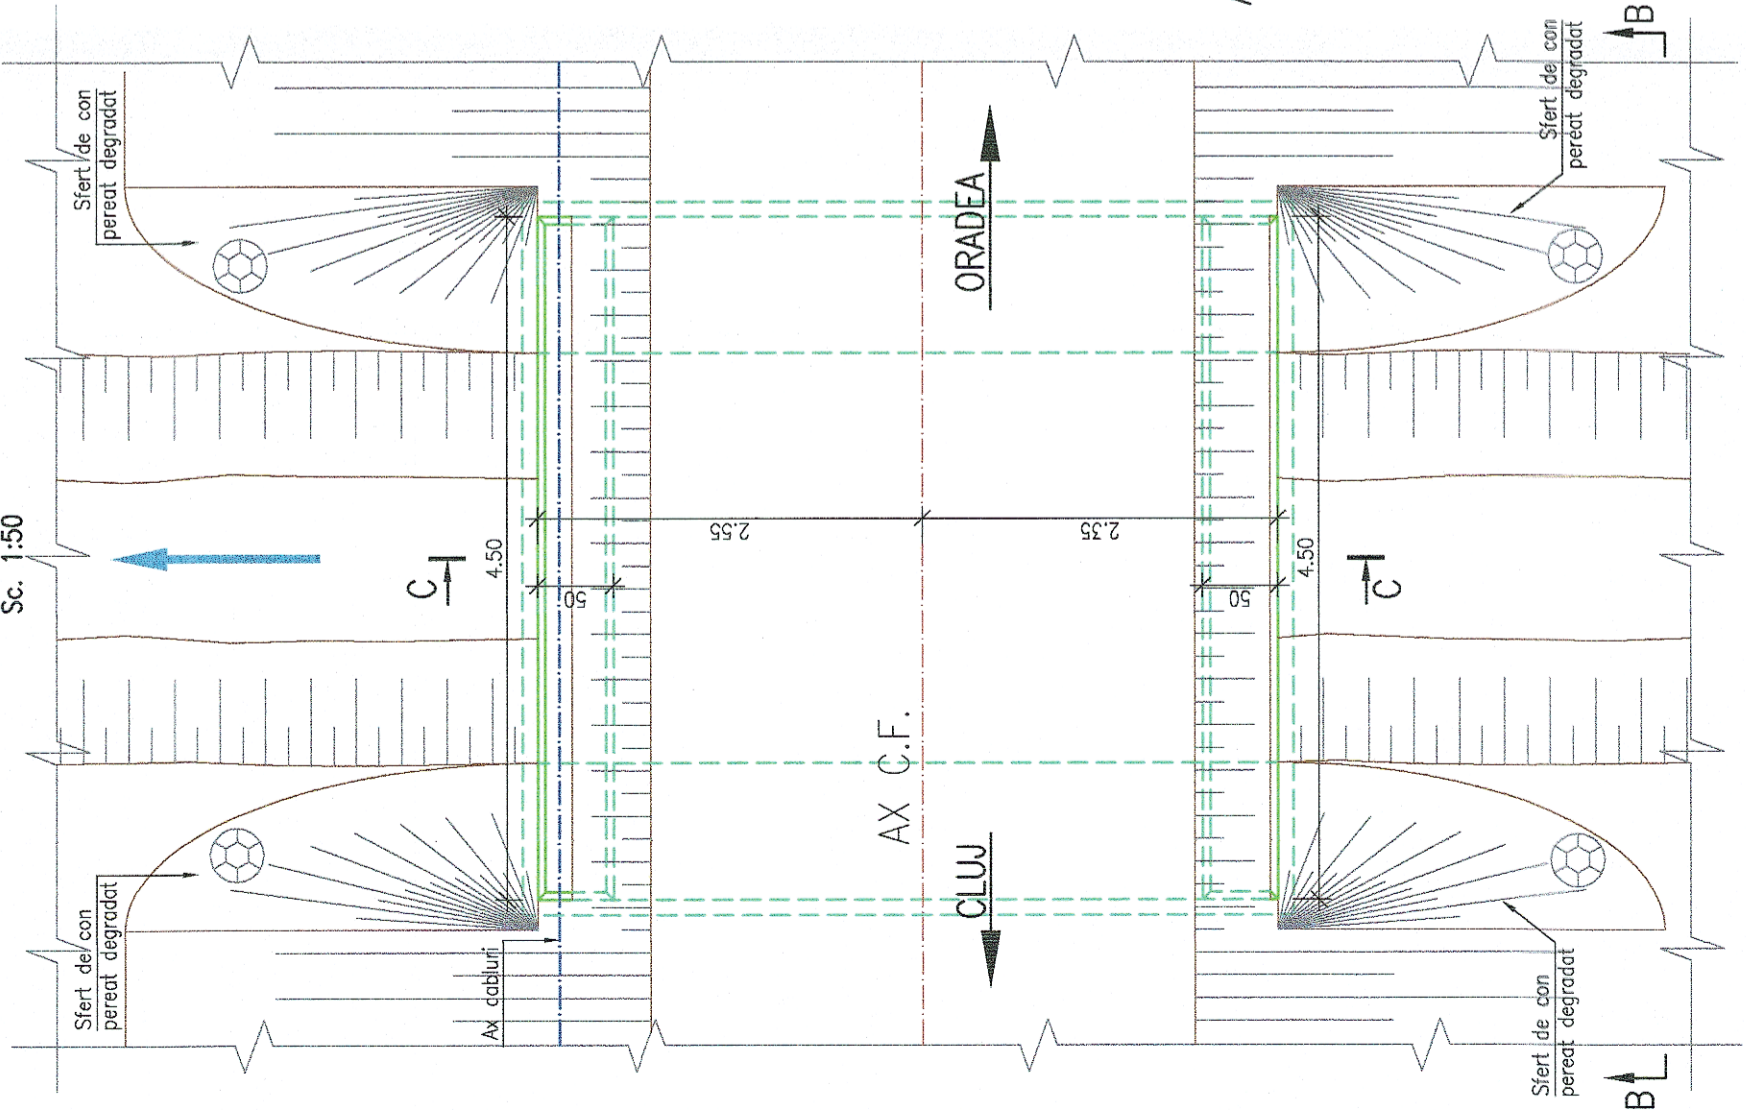 Sc. 1:50
Sfert de con
pereat degradat
Sfert de con
pereat degradat
B
ORADEA
C
4.50
50
2.55
2.35
50
4.50
C
AX C.F.
CLUJ
Sfert de con
pereat degradat
Ax cabluri
Sfert de con
pereat degradat
B